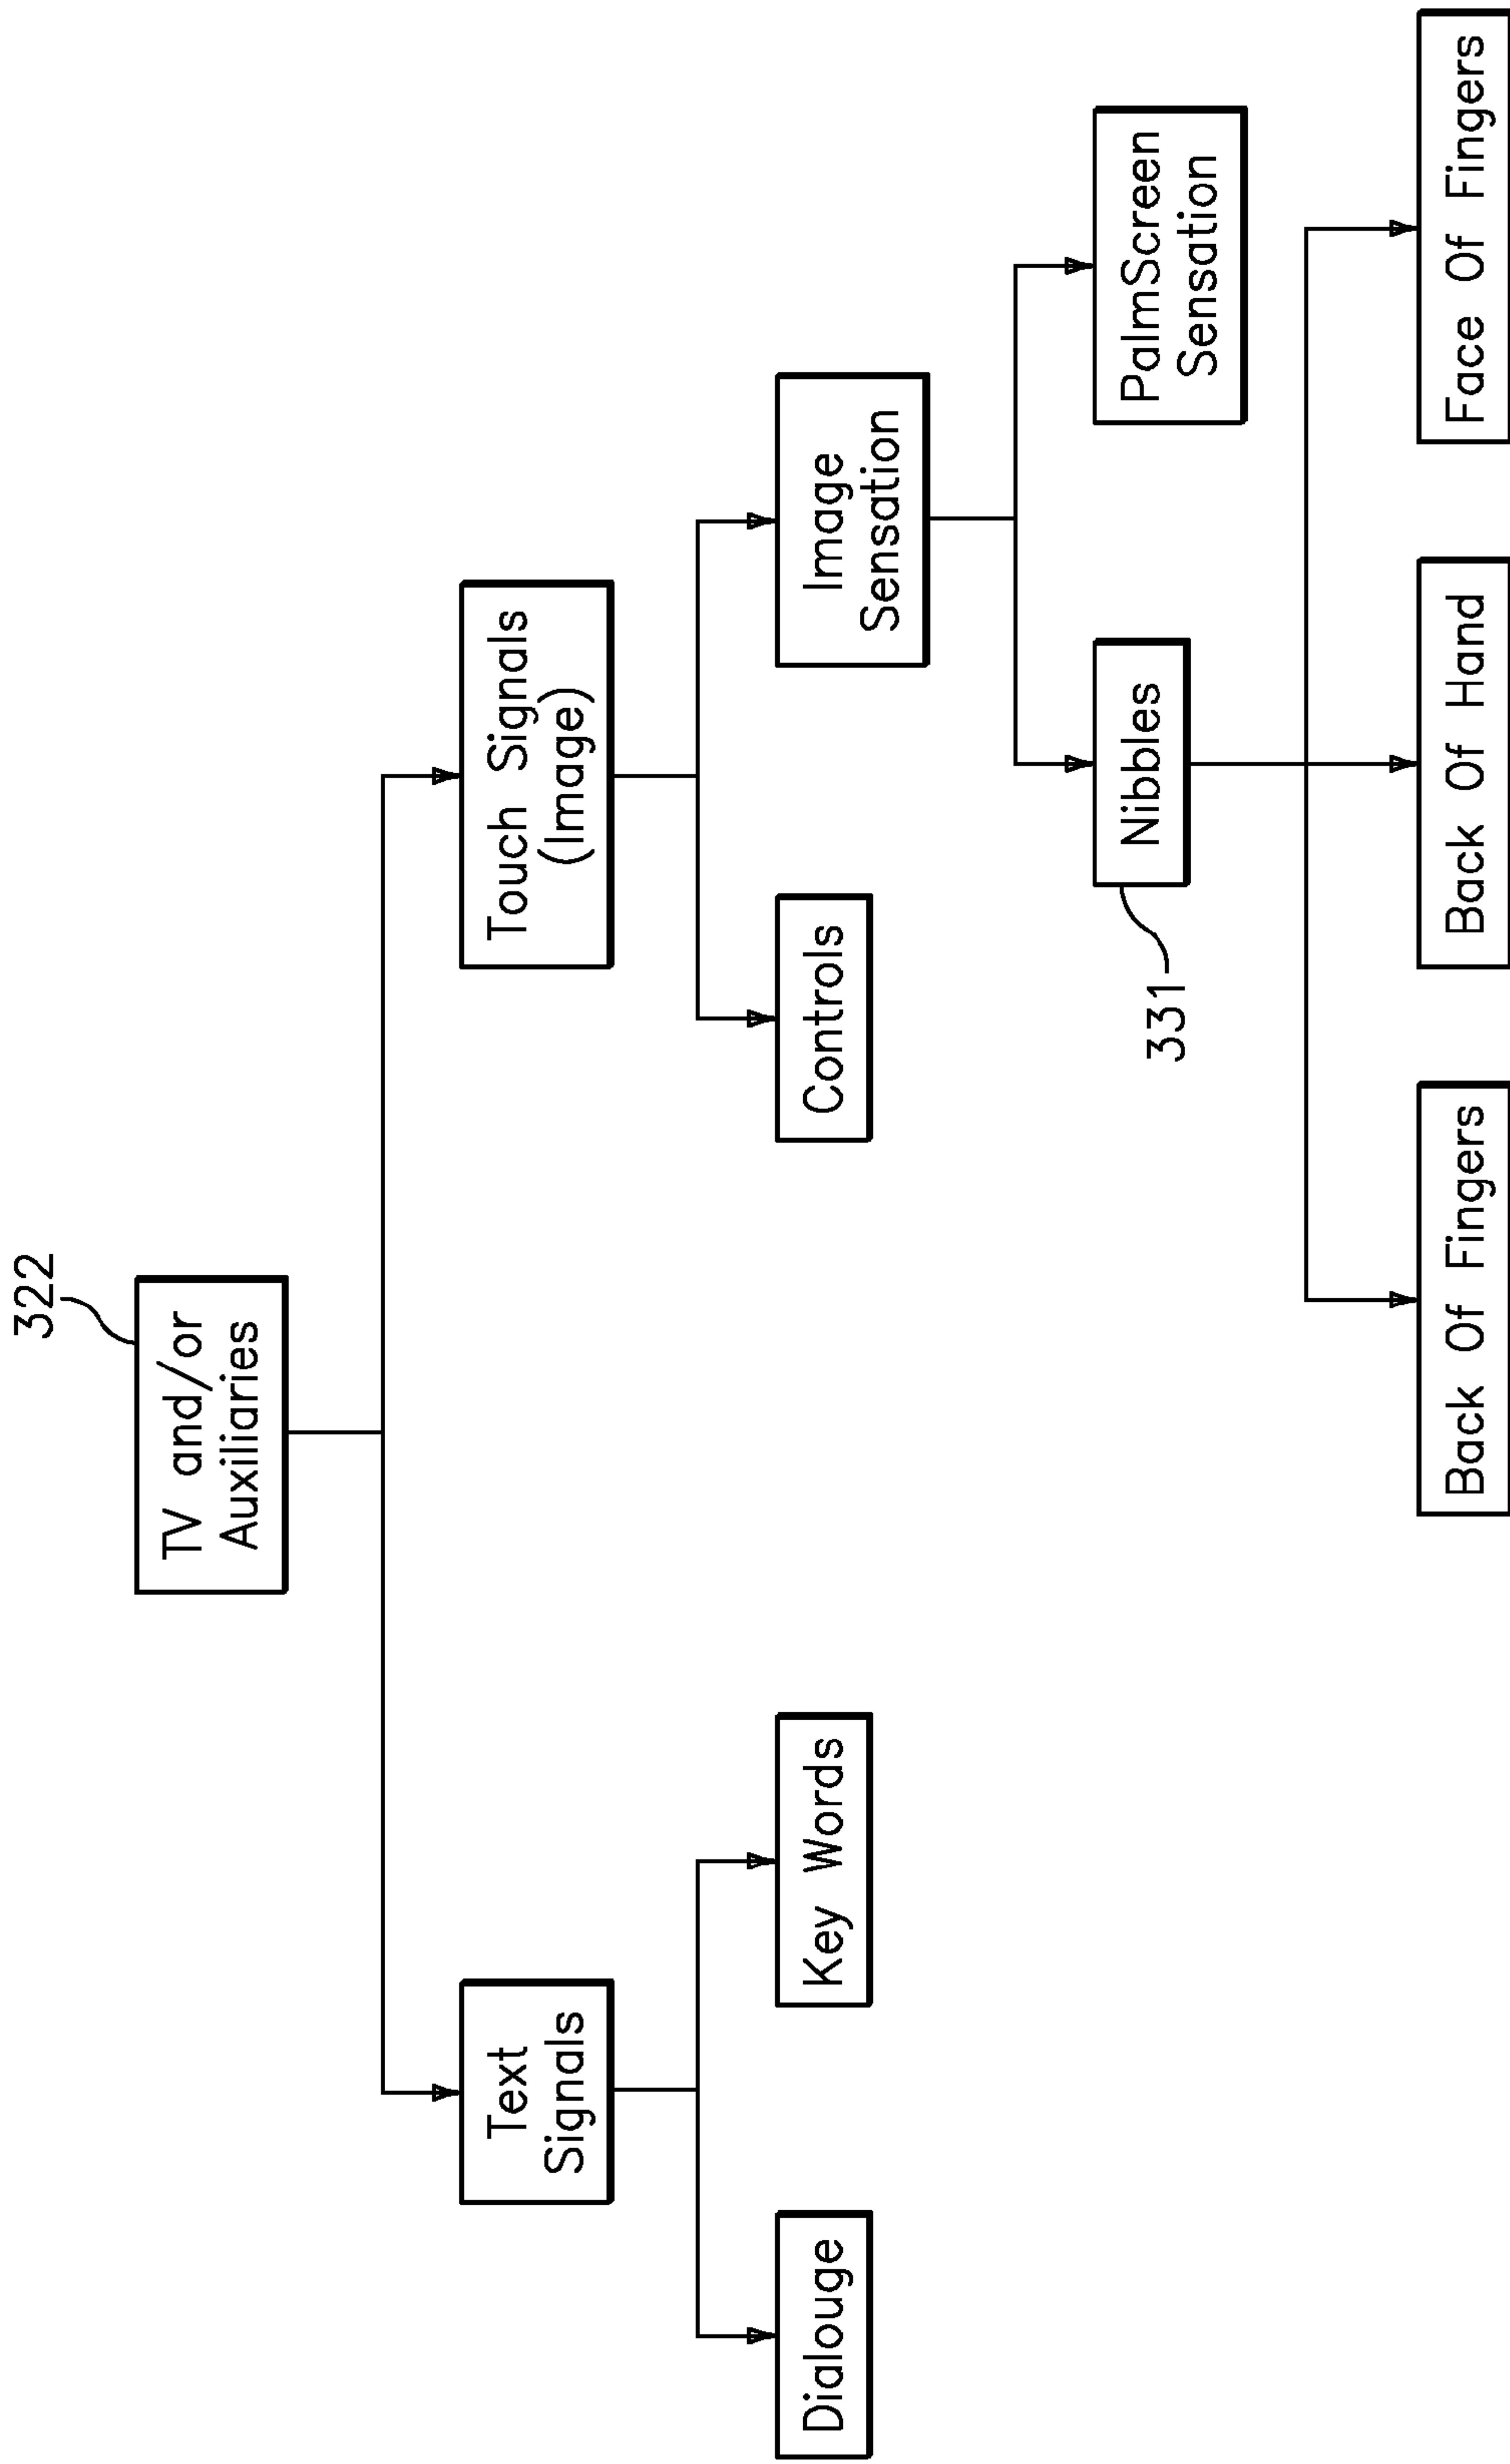 322
TV and/or
Auxiliaries
Text
Signals
Touch Signals
(Image)
Dialouge
Key Words
Controls
Image
Sensation
331
Nibbles
PalmScreen
Sensation
Back Of Fingers
Back Of Hand
Face Of Fingers